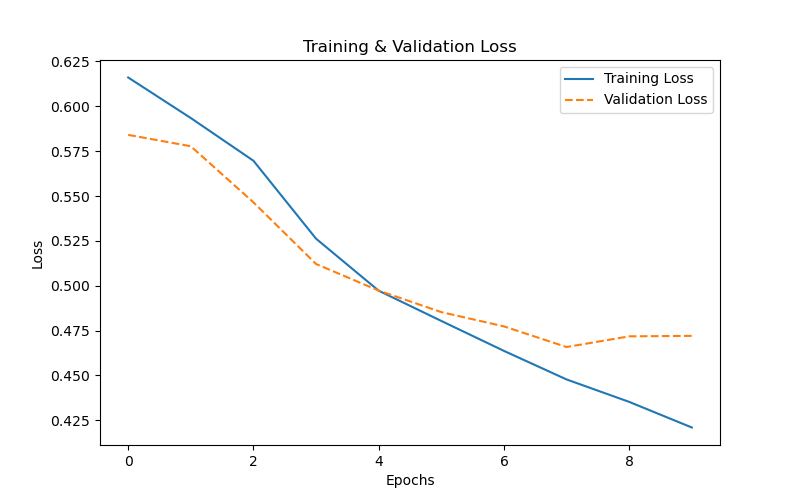 Training & Validation Loss
Training Loss
Validation Loss
Loss
0.625
0.600
0.575
0.550
0.525
0.500
0.475
0.450
0.425
0 2 4 6 8
Epochs